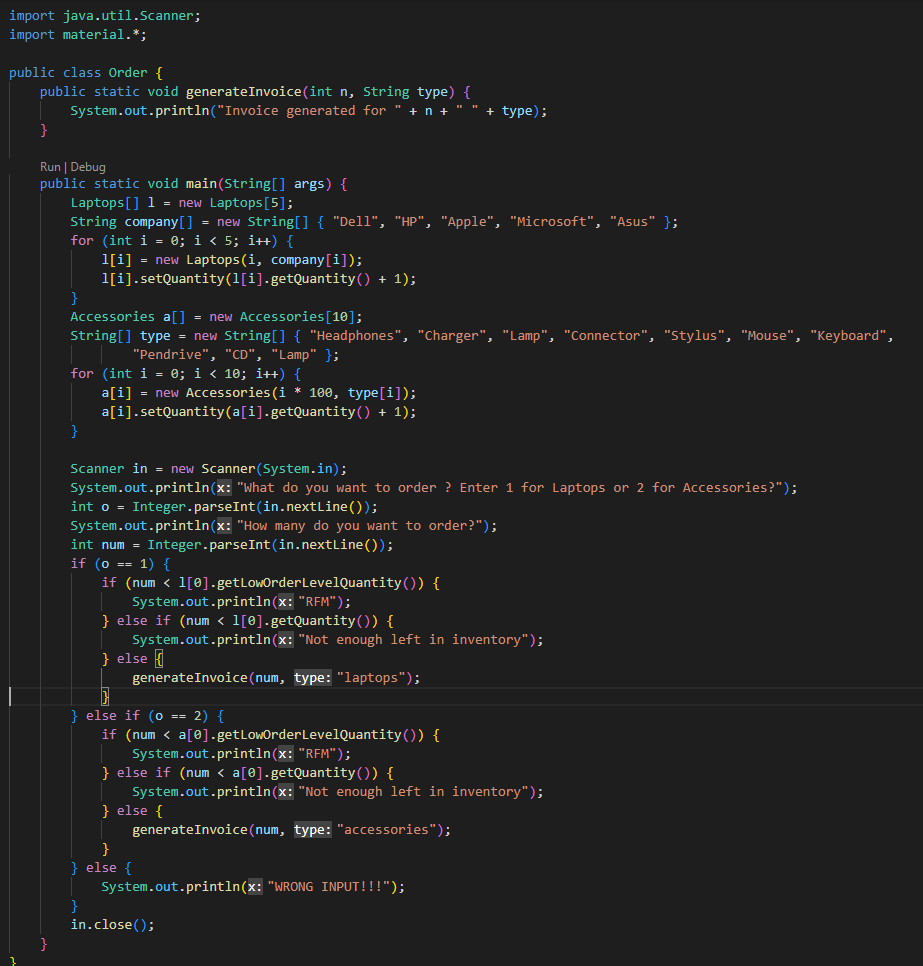 import java.util.Scanner;
import material.*;
public class Order {
public static void generateInvoice(int n, String type) {
System.out.println("Invoice generated for " + n + " " + type);
}
Run | Debug
public static void main(String[] args) {
Laptops[] l = new Laptops[5];
String company[] = new String[] { "Dell", "HP", "Apple", "Microsoft", "Asus" };
for (int i = 0; i < 5; i++) {
l[i] = new Laptops(i, company[i]);
l[i].setQuantity(l[i].getQuantity() + 1);
}
Accessories a[] = new Accessories[10];
String[] type = new String[] { "Headphones", "Charger", "Lamp", "Connector", "Stylus", "Mouse", "Keyboard",
"Pendrive", "CD", "Lamp" };
for (int i = 0; i < 10; i++) {
a[i] = new Accessories(i * 100, type[i]);
a[i].setQuantity(a[i].getQuantity() + 1);
}
Scanner in = new Scanner(System.in);
System.out.println(x: "What do you want to order ? Enter 1 for Laptops or 2 for Accessories?");
int o = Integer.parseInt(in.nextLine());
System.out.println(x: "How many do you want to order?");
int num = Integer.parseInt(in.nextLine());
if (o == 1) {
if (num < l[0].getLowOrderLevelQuantity()) {
System.out.println(x: "RFM");
} else if (num < l[0].getQuantity()) {
System.out.println(x: "Not enough left in inventory");
} else {
generateInvoice(num, type: "laptops");
}
} else if (o == 2) {
if (num < a[0].getLowOrderLevelQuantity()) {
System.out.println(x: "RFM");
} else if (num < a[0].getQuantity()) {
System.out.println(x: "Not enough left in inventory");
} else {
generateInvoice(num, type: "accessories");
}
} else {
System.out.println(x: "WRONG INPUT!!!");
}
in.close();
}
}